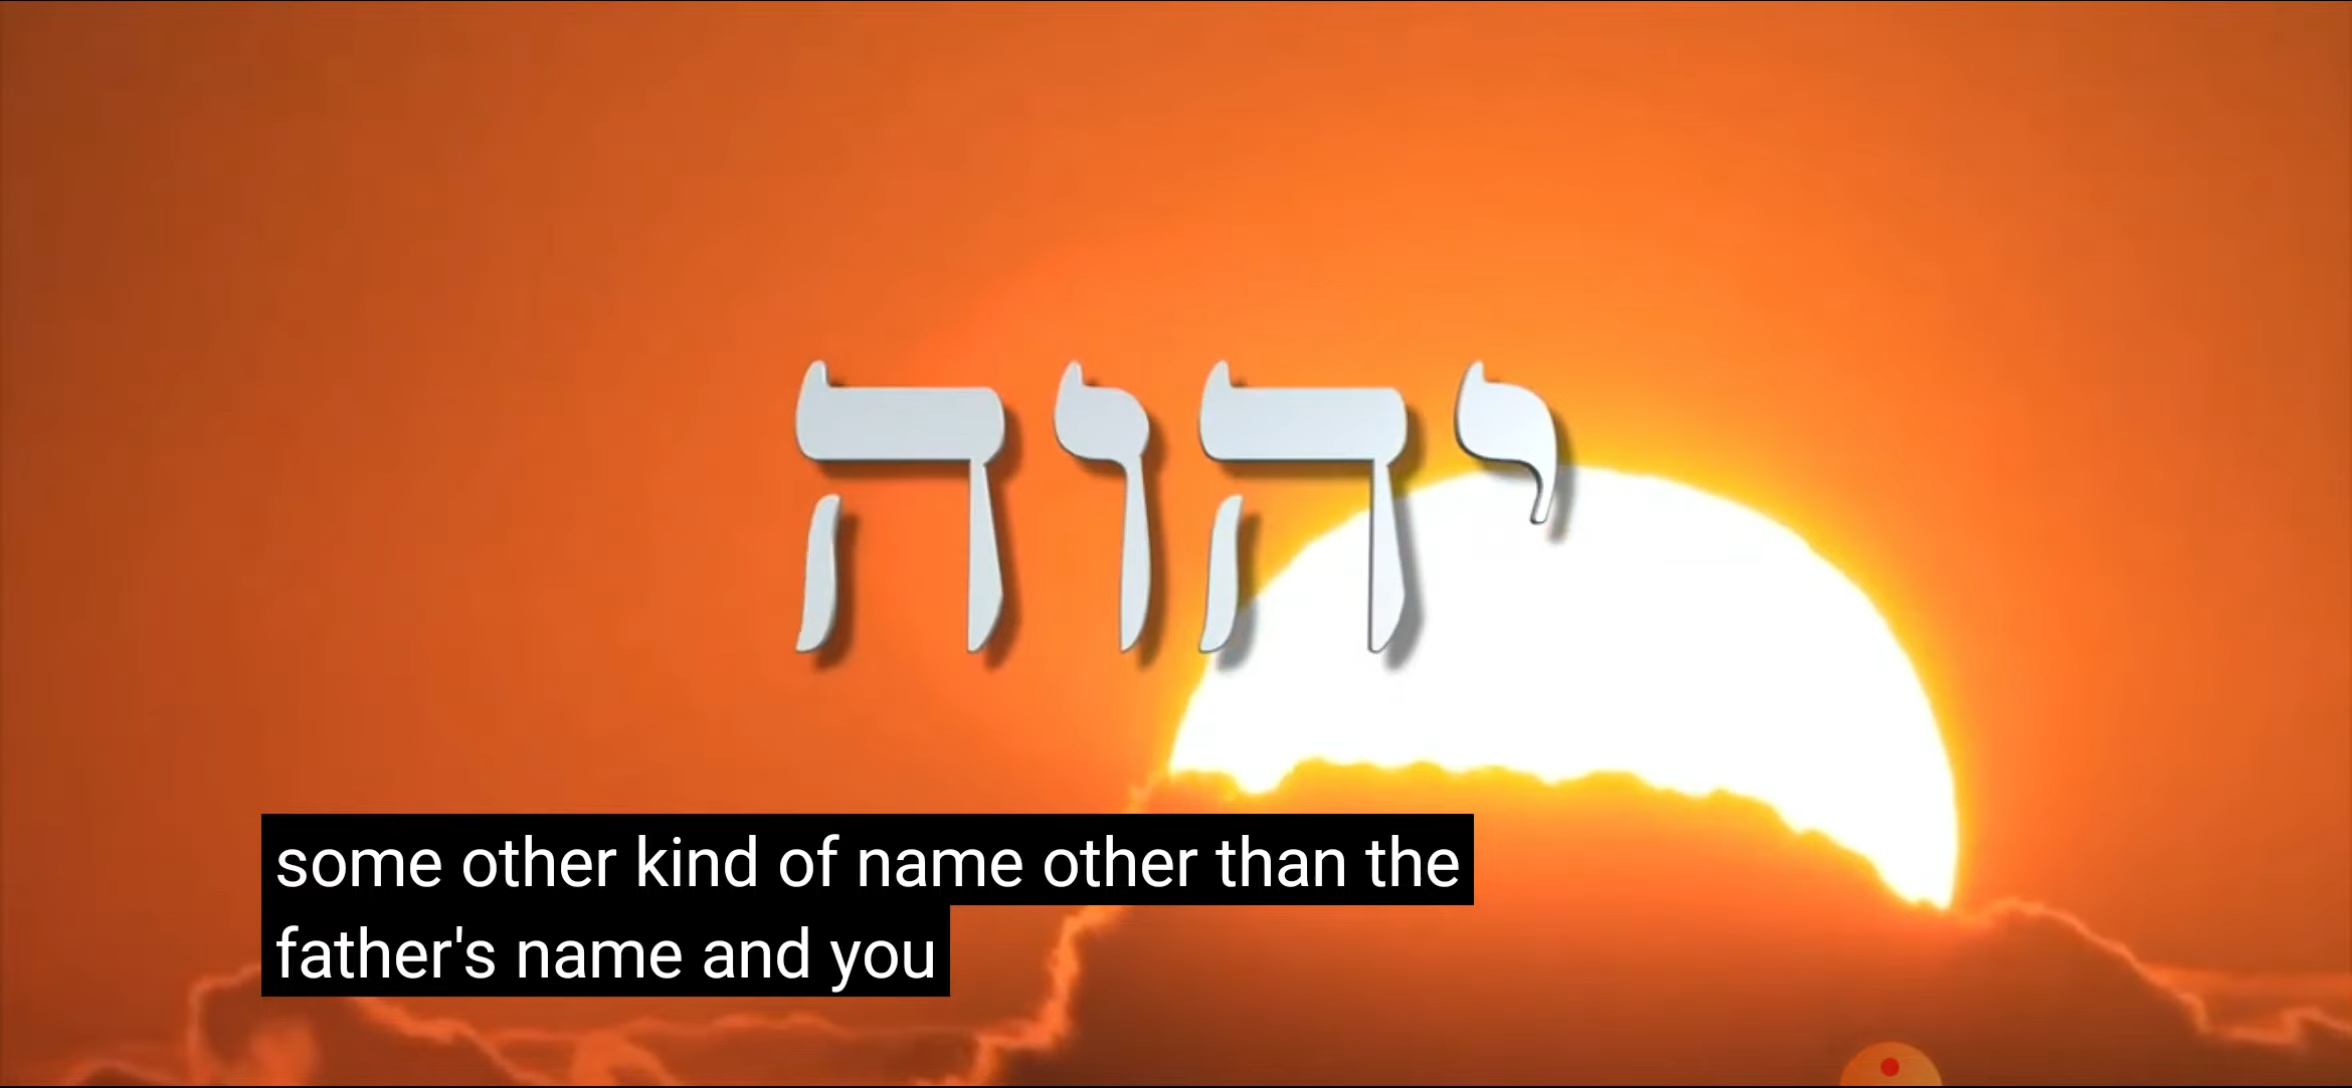 יהוה
some other kind of name other than the
father's name and you